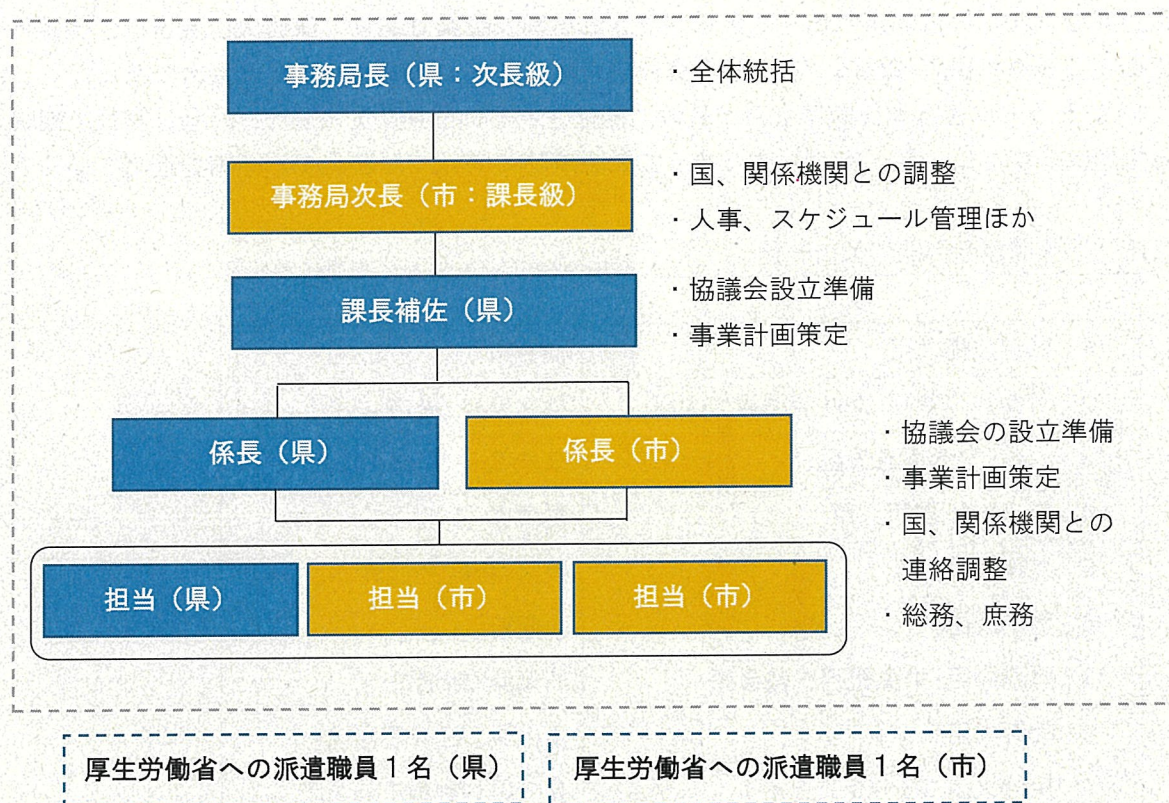 事務局長（県：次長級）
・全体統括
事務局次長（市：課長級）
・国、関係機関との調整
・人事、スケジュール管理ほか
課長補佐（県）
・協議会設立準備
・事業計画策定
係長（県）
係長（市）
・協議会の設立準備
・事業計画策定
・国、関係機関との
連絡調整
・総務、庶務
担当（県）
担当（市）
担当（市）
厚生労働省への派遣職員１名（県）
厚生労働省への派遣職員１名（市）